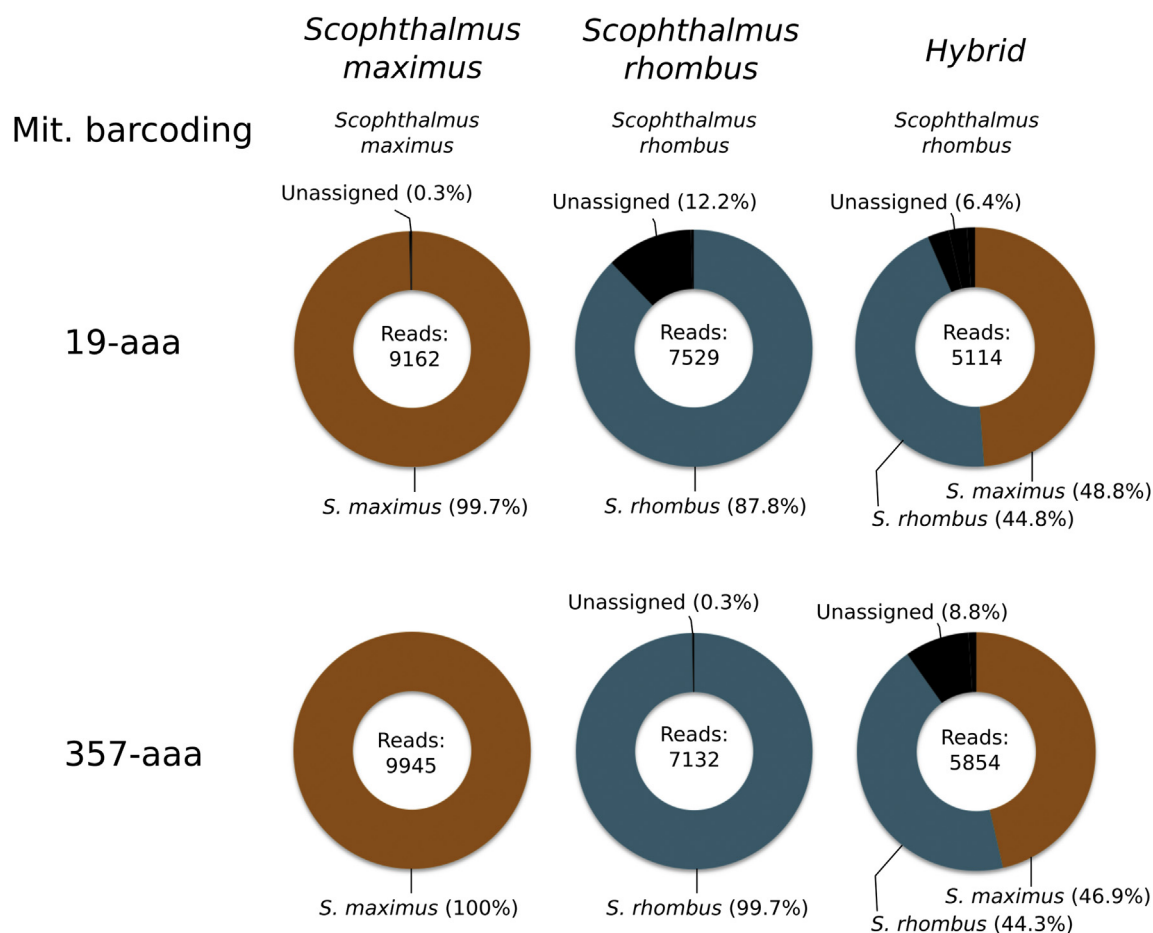 Scophthalmus
maximus
Scophthalmus
rhombus
Hybrid
Mit. barcoding
Scophthalmus
maximus
Scophthalmus
rhombus
Scophthalmus
rhombus
19-aaa
Unassigned (0.3%)
Reads:
9162
S. maximus (99.7%)
Unassigned (12.2%)
Reads:
7529
S. rhombus (87.8%)
Unassigned (6.4%)
Reads:
5114
S. maximus (48.8%)
S. rhombus (44.8%)
357-aaa
Reads:
9945
S. maximus (100%)
Unassigned (0.3%)
Reads:
7132
S. rhombus (99.7%)
Unassigned (8.8%)
Reads:
5854
S. maximus (46.9%)
S. rhombus (44.3%)